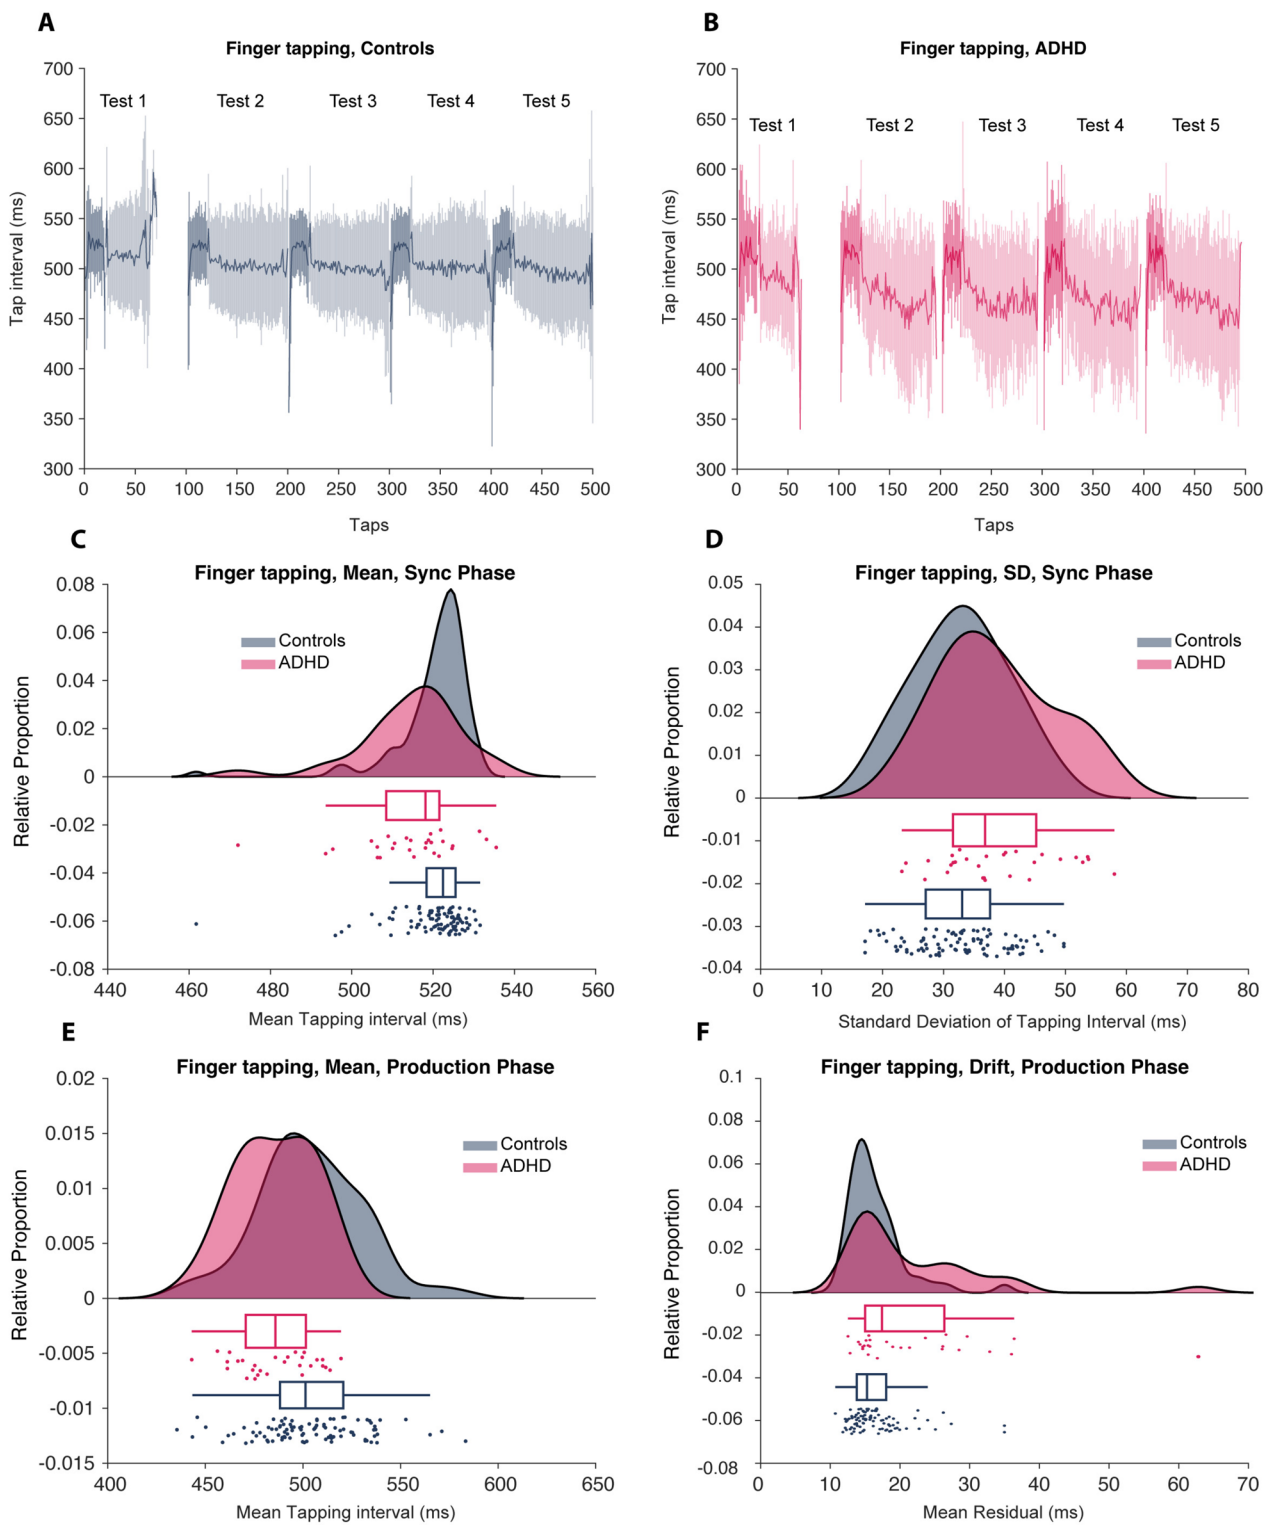 A
Finger tapping, Controls
700
650
600
550
500
450
400
350
300
Tap interval (ms)
Test 1 Test 2 Test 3 Test 4 Test 5
0 50 100 150 200 250 300 350 400 450 500
Taps
B
Finger tapping, ADHD
700
650
600
550
500
450
400
350
300
Tap interval (ms)
Test 1 Test 2 Test 3 Test 4 Test 5
0 50 100 150 200 250 300 350 400 450 500
Taps
C
Finger tapping, Mean, Sync Phase
0.08
0.06
0.04
0.02
0
-0.02
-0.04
-0.06
-0.08
Relative Proportion
Controls
ADHD
440 460 480 500 520 540 560
Mean Tapping interval (ms)
D
Finger tapping, SD, Sync Phase
0.05
0.04
0.03
0.02
0.01
0
-0.01
-0.02
-0.03
-0.04
Relative Proportion
Controls
ADHD
0 10 20 30 40 50 60 70 80
Standard Deviation of Tapping Interval (ms)
E
Finger tapping, Mean, Production Phase
0.02
0.015
0.01
0.005
0
-0.005
-0.01
-0.015
Relative Proportion
Controls
ADHD
400 450 500 550 600 650
Mean Tapping interval (ms)
F
Finger tapping, Drift, Production Phase
0.1
0.08
0.06
0.04
0.02
0
-0.02
-0.04
-0.06
-0.08
Relative Proportion
Controls
ADHD
0 10 20 30 40 50 60 70
Mean Residual (ms)